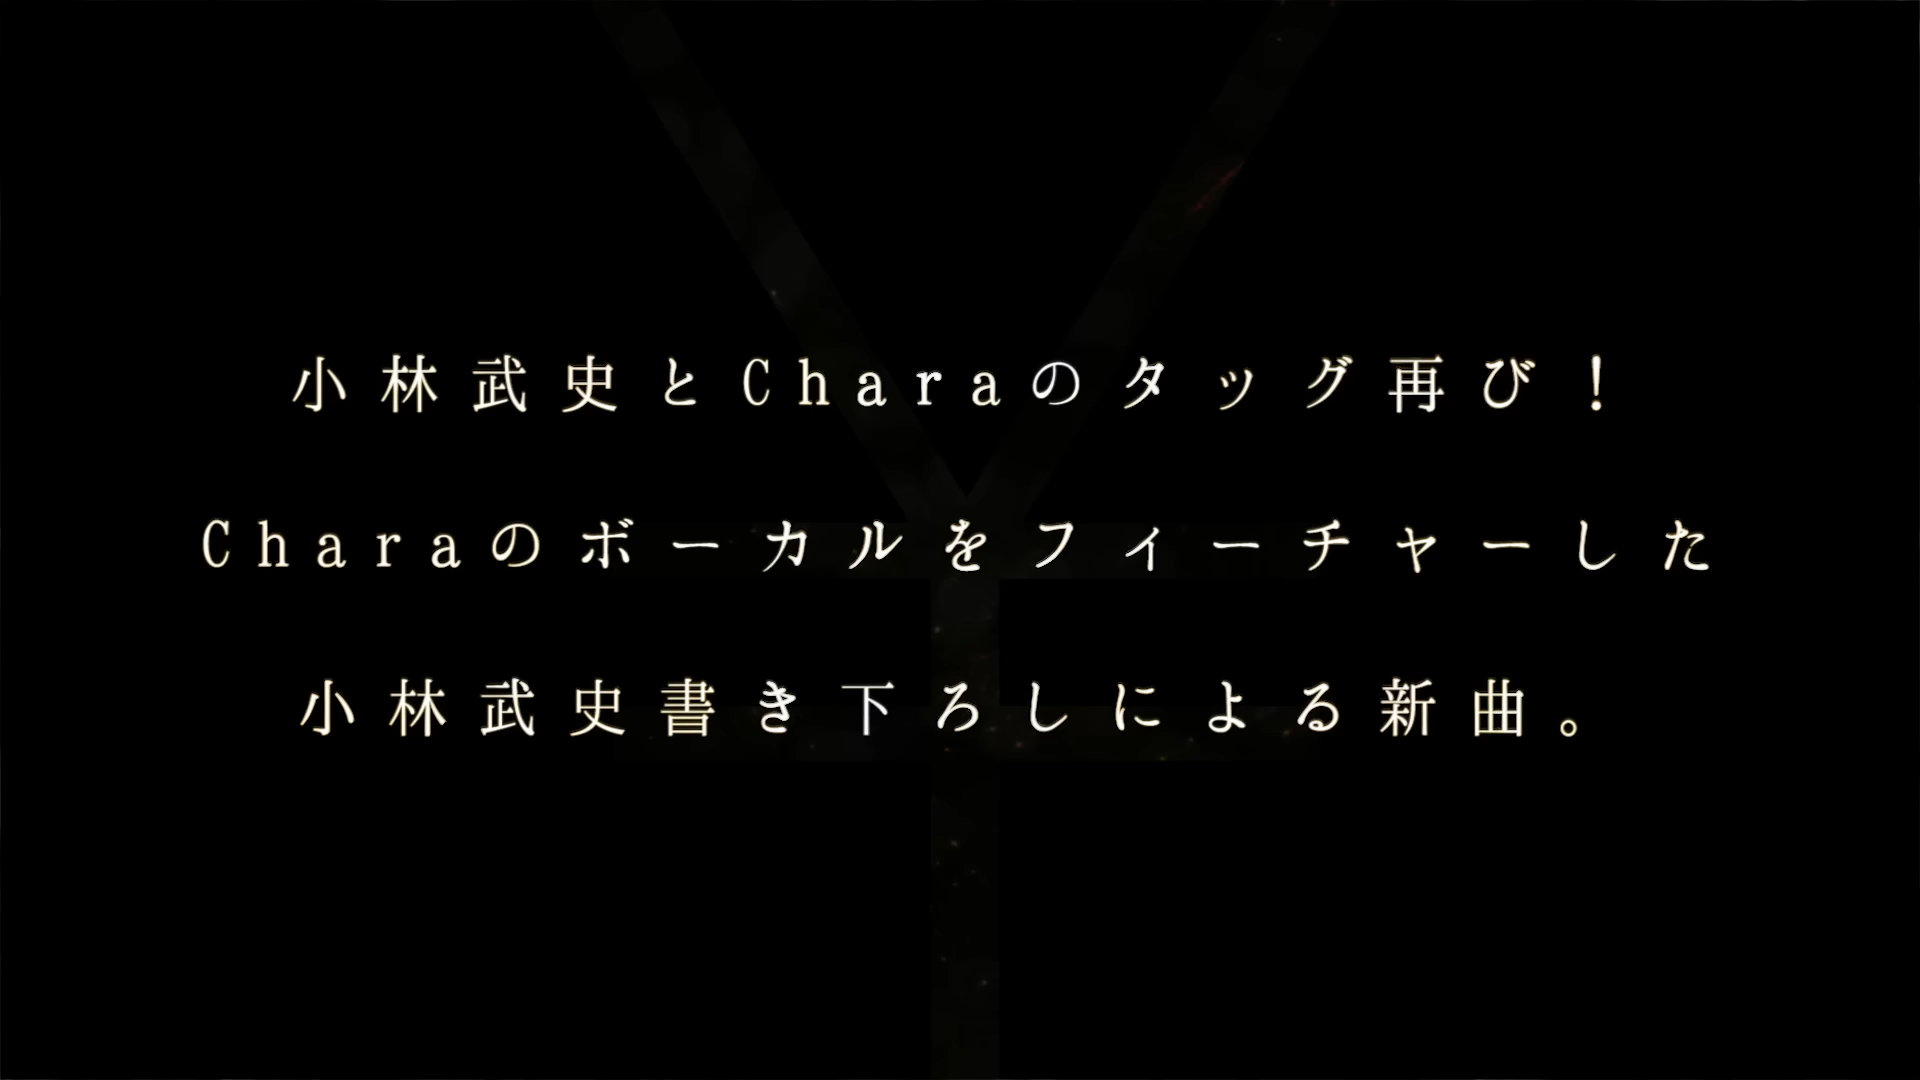 小林武史とCharaのタッグ再び！
Charaのボーカルをフィーチャーした
小林武史書き下ろしによる新曲。